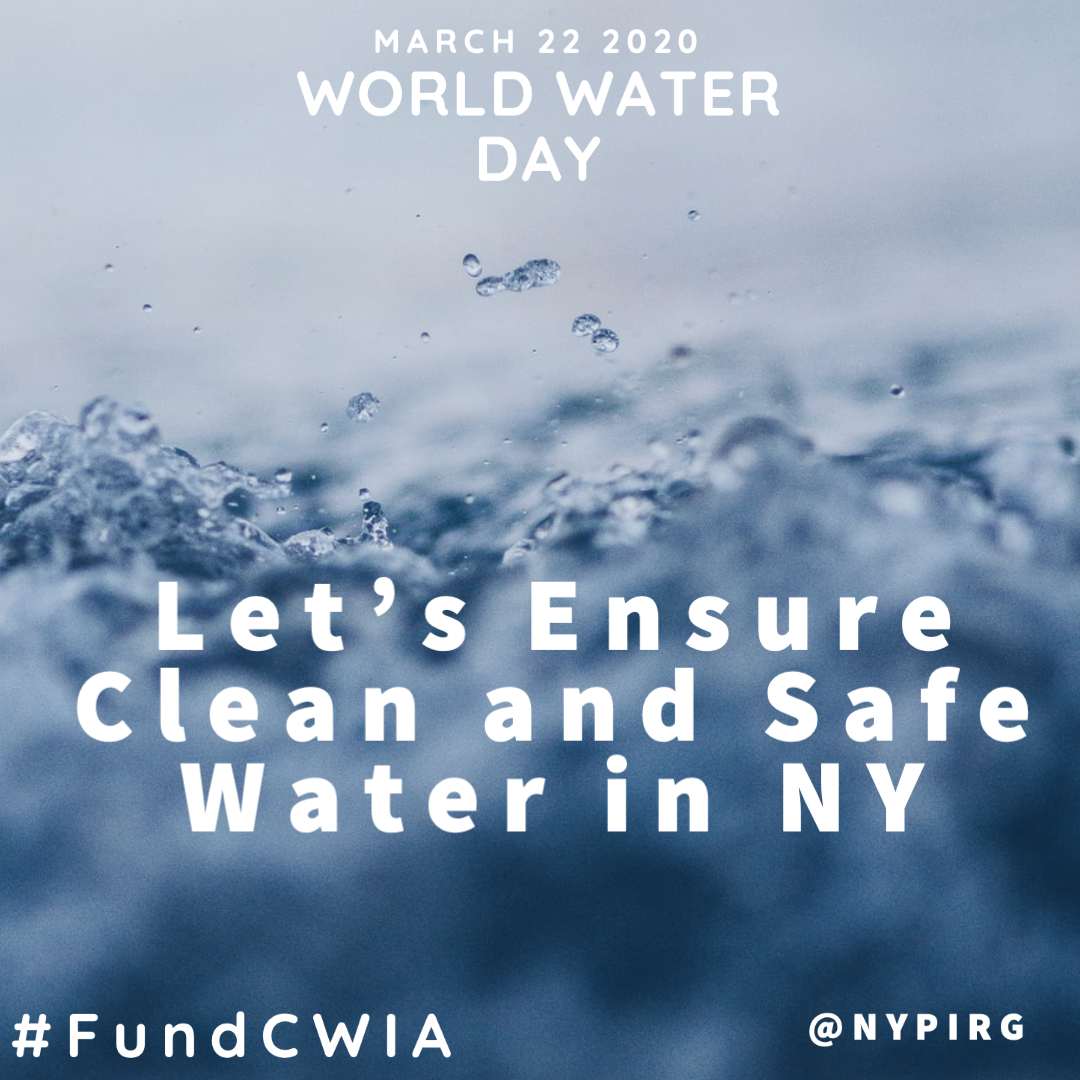 MARCH 22 2020
WORLD WATER
DAY
Let’s Ensure
Clean and Safe
Water in NY
#FundCWIA
@NYPIRG